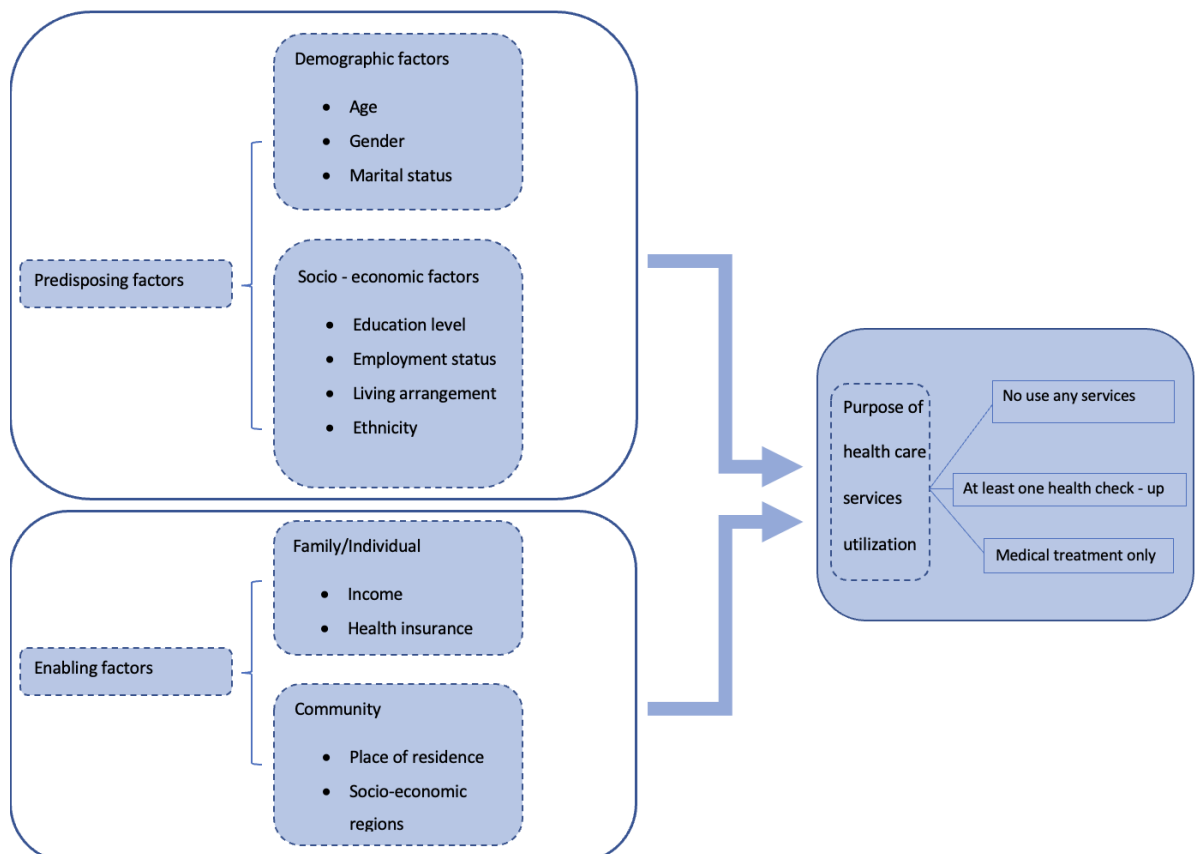 Demographic factors
• Age
• Gender
• Marital status
Predisposing factors
Socio - economic factors
• Education level
• Employment status
• Living arrangement
• Ethnicity
Family/Individual
• Income
• Health insurance
Enabling factors
Community
• Place of residence
• Socio-economic
regions
Purpose of
health care
services
utilization
No use any services
At least one health check - up
Medical treatment only